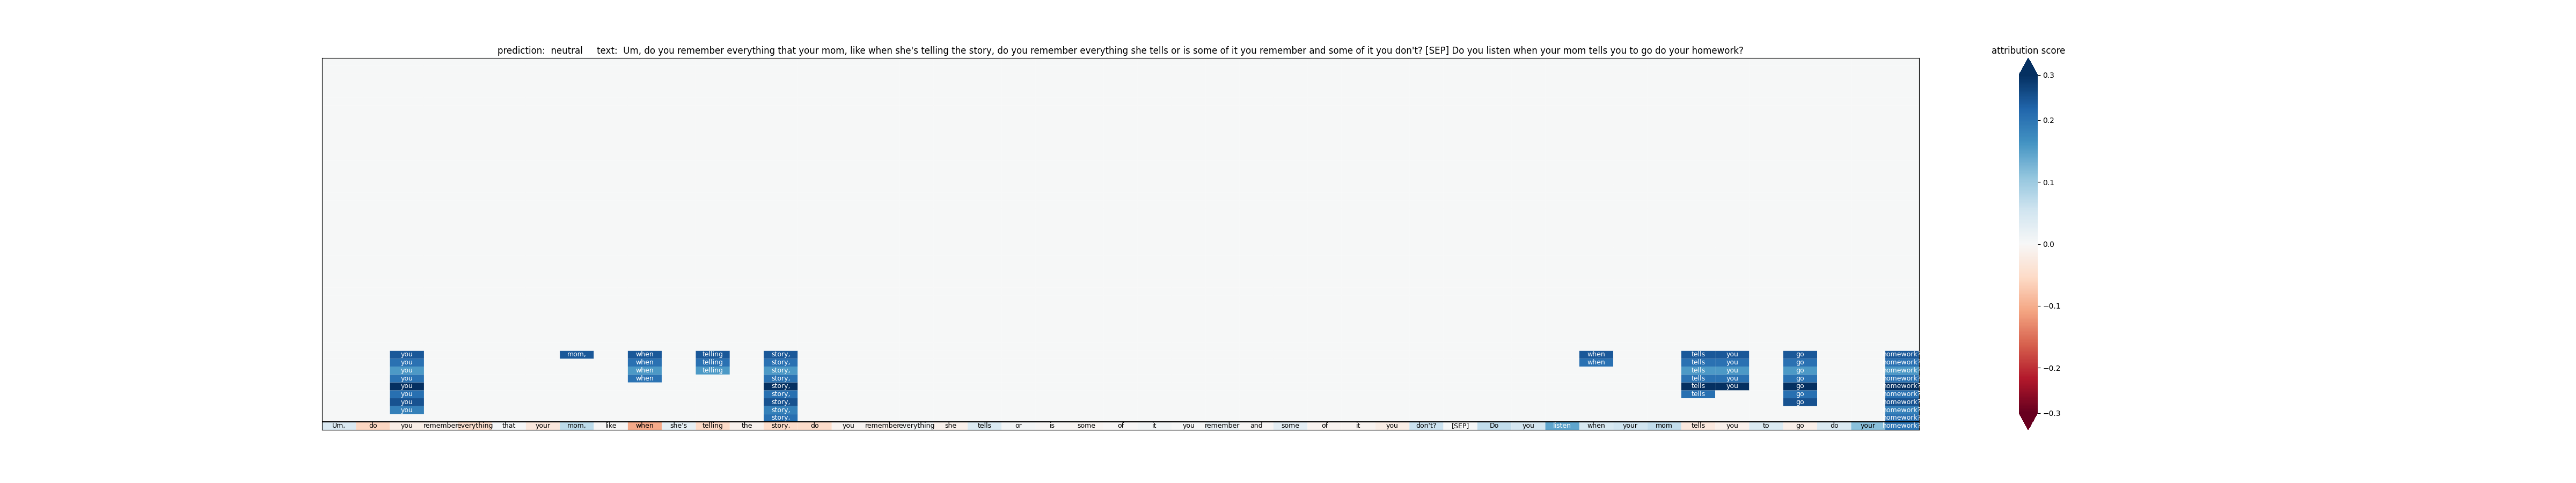 prediction:  neutral     text:  Um, do you remember everything that your mom, like when she's telling the story, do you remember everything she tells or is some of it you remember and some of it you don't? [SEP] Do you listen when your mom tells you to go do your homework?
you mom, when telling story, when tells you go homework?
you when telling story, when tells you go homework?
you when telling story, tells you go homework?
you when story, tells you go homework?
you story, tells you go homework?
you story, tells go homework?
you story, go homework?
you story, homework?
story, homework?
Um, do you remember everything that your mom, like when she's telling the story, do you remember everything she tells or is some of it you remember and some of it you don't? [SEP] Do you listen when your mom tells you to go do your homework?
attribution score
0.3
0.2
0.1
0.0
−0.1
−0.2
−0.3